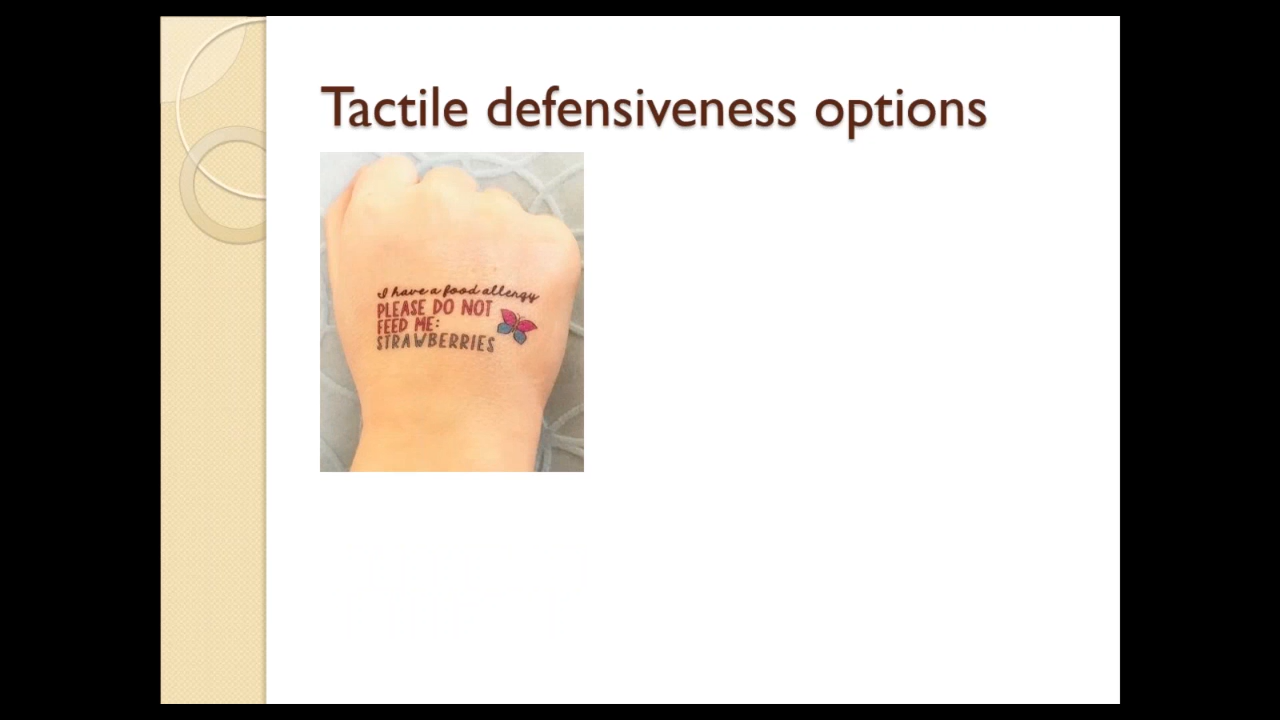 Tactile defensiveness options
I have a food allergy
PLEASE DO NOT
FEED ME:
STRAWBERRIES